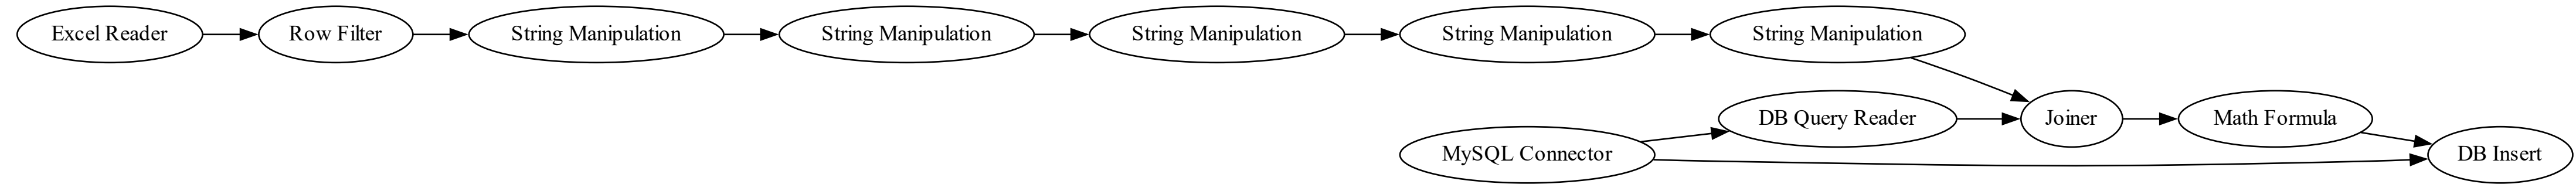 Excel Reader
Row Filter
String Manipulation
String Manipulation
String Manipulation
String Manipulation
String Manipulation
DB Query Reader
Joiner
Math Formula
MySQL Connector
DB Insert